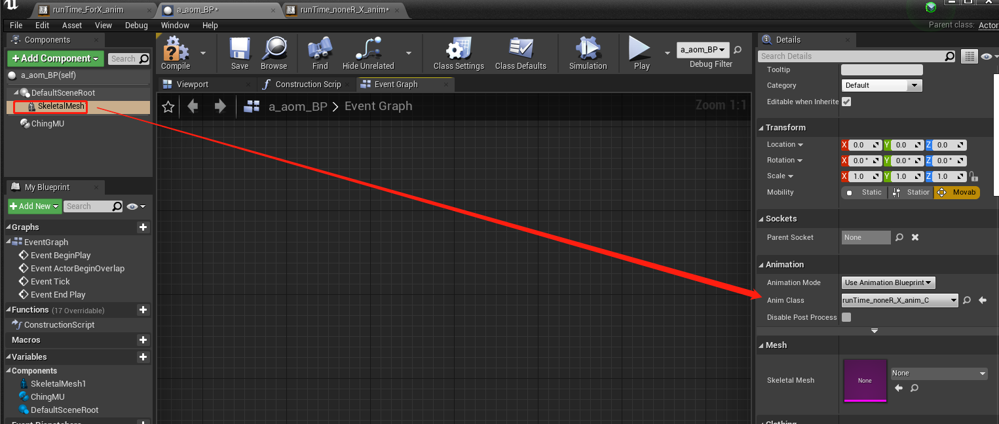 runTime_ForX_anim
a_aom_BP*
runTime_noneR_X_anim*
File Edit Asset View Debug Window Help
Parent class: Actor
Components
+ Add Component
Search
a_aom_BP(self)
DefaultSceneRoot
SkeletalMesh
ChingMU
My Blueprint
+ Add New
Search
Graphs
EventGraph
Event BeginPlay
Event ActorBeginOverlap
Event Tick
Event End Play
Functions (17 Overridable)
ConstructionScript
Macros
Variables
Components
SkeletalMesh1
ChingMU
DefaultSceneRoot
Event Dispatchers
Compile
Save
Browse
Find
Hide Unrelated
Class Settings
Class Defaults
Simulation
Play
a_aom_BP
Debug Filter
Viewport
Construction Scrip
Event Graph
a_aom_BP > Event Graph
Zoom 1:1
Details
Search Details
Tooltip
Category Default
Editable when Inherite
Transform
Location X 0.0 Y 0.0 Z 0.0
Rotation X 0.0 ° Y 0.0 ° Z 0.0 °
Scale X 1.0 Y 1.0 Z 1.0
Mobility Static Station Movab
Sockets
Parent Socket None
Animation
Animation Mode Use Animation Blueprint
Anim Class runTime_noneR_X_anim_C
Disable Post Process
Mesh
Skeletal Mesh None None
Clothing